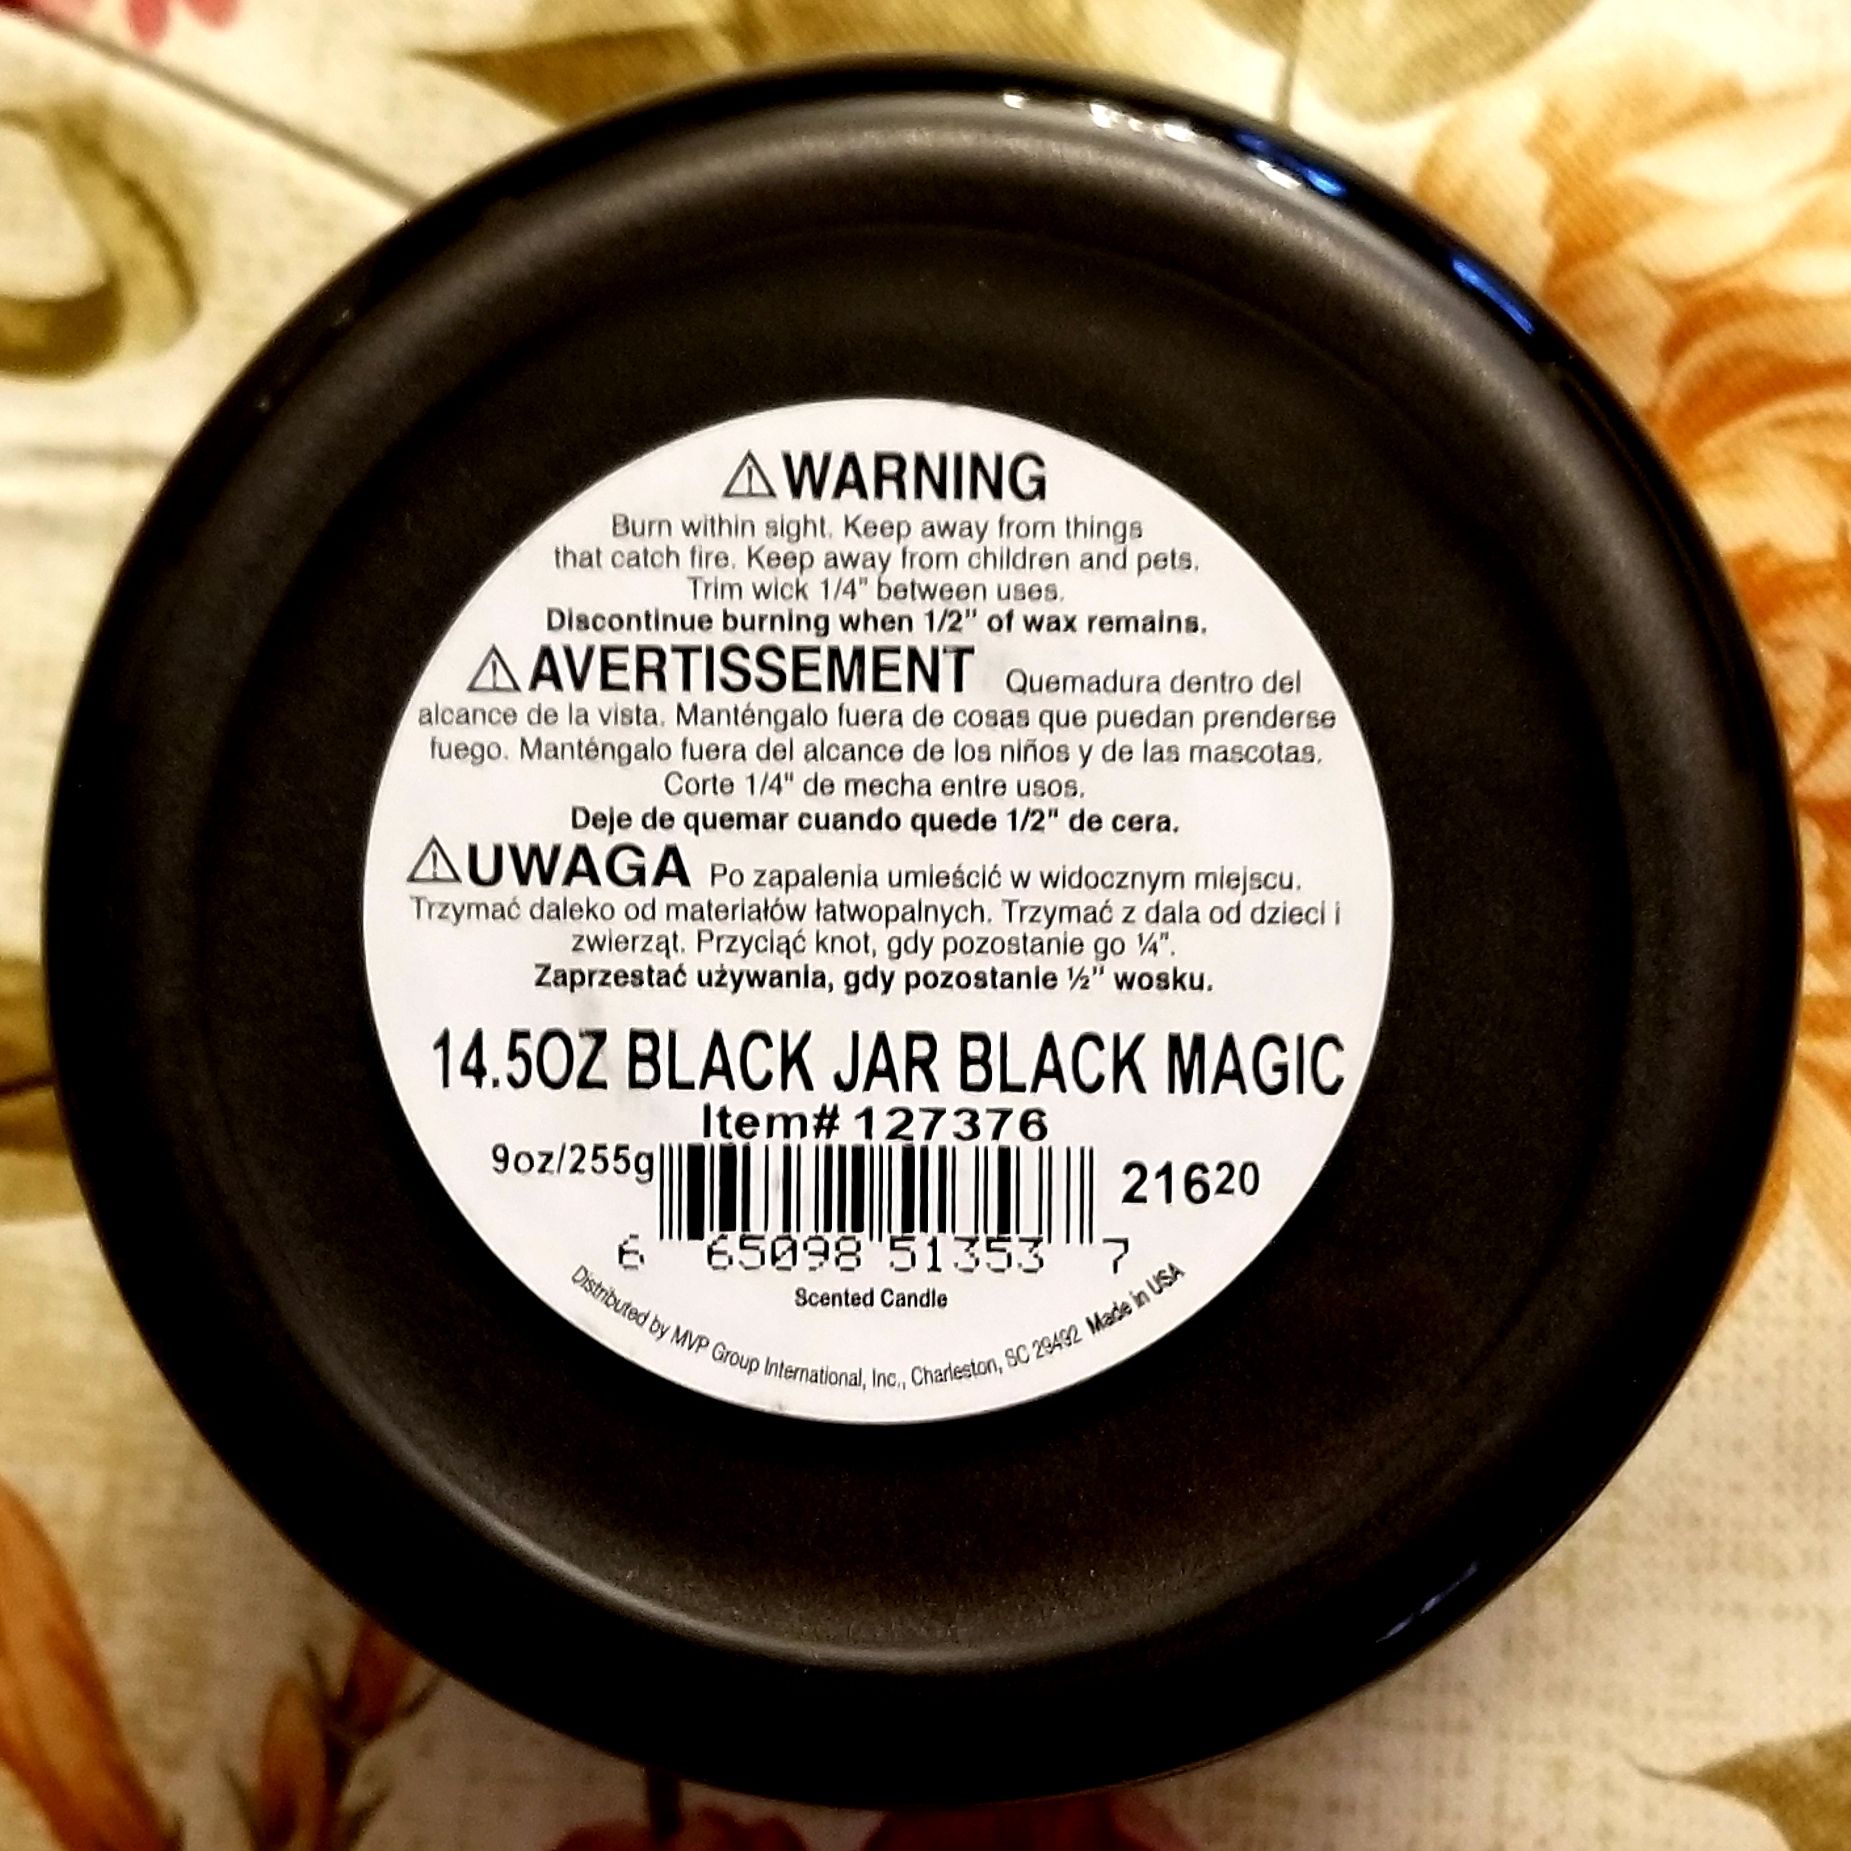 ⚠WARNING
Burn within sight. Keep away from things
that catch fire. Keep away from children and pets.
Trim wick 1/4" between uses.
Discontinue burning when 1/2" of wax remains.
⚠AVERTISSEMENT Quemadura dentro del
alcance de la vista. Manténgalo fuera de cosas que puedan prenderse
fuego. Manténgalo fuera del alcance de los niños y de las mascotas.
Corte 1/4" de mecha entre usos.
Deje de quemar cuando quede 1/2" de cera.
⚠UWAGA Po zapalenia umieścić w widocznym miejscu.
Trzymać daleko od materiałów łatwopalnych. Trzymać z dala od dzieci i
zwierząt. Przyciąć knot, gdy pozostanie go ¼".
Zaprzestać używania, gdy pozostanie ½" wosku.
14.5OZ BLACK JAR BLACK MAGIC
Item# 127376
9oz/255g 21620
6 65098 51353 7
Scented Candle
Distributed by MVP Group International, Inc., Charleston, SC 29492 Made in USA